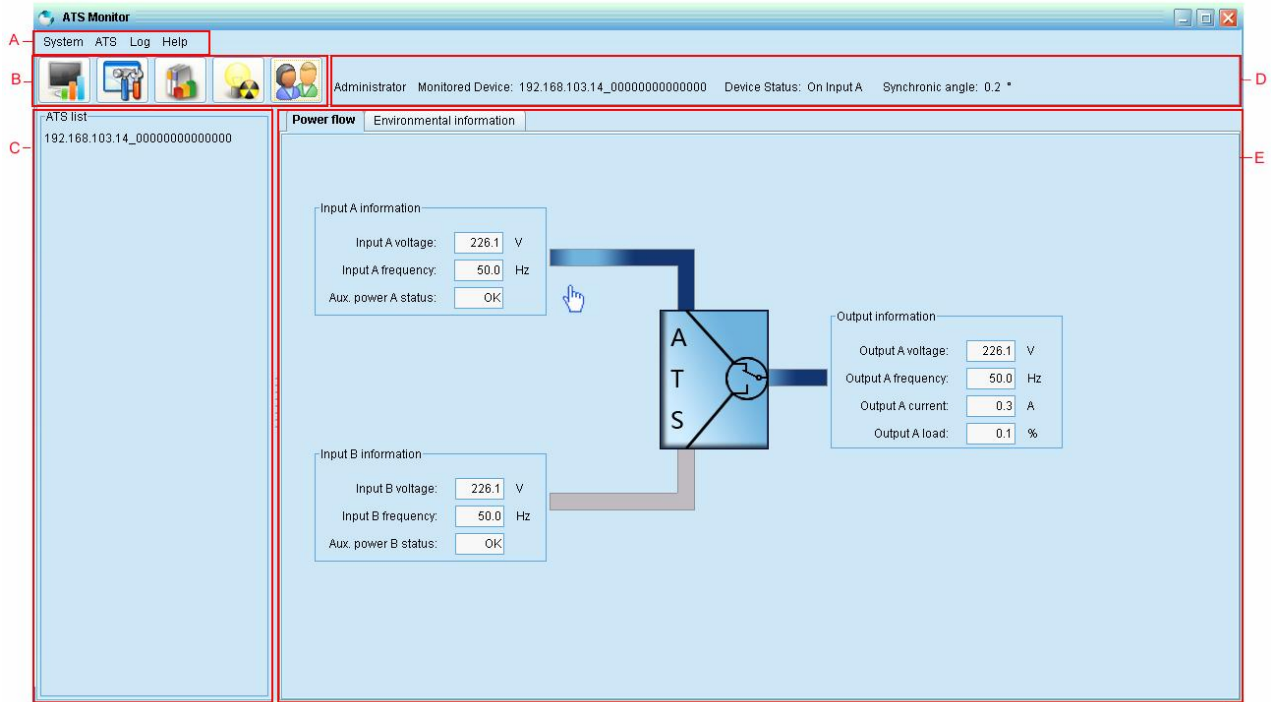 ATS Monitor
A
System ATS Log Help
B
Administrator Monitored Device: 192.168.103.14_00000000000000 Device Status: On Input A Synchronic angle: 0.2 °
D
ATS list
192.168.103.14_00000000000000
C
Power flow Environmental information
E
Input A information
Input A voltage: 226.1 V
Input A frequency: 50.0 Hz
Aux. power A status: OK
A
T
S
Output information
Output A voltage: 226.1 V
Output A frequency: 50.0 Hz
Output A current: 0.3 A
Output A load: 0.1 %
Input B information
Input B voltage: 226.1 V
Input B frequency: 50.0 Hz
Aux. power B status: OK